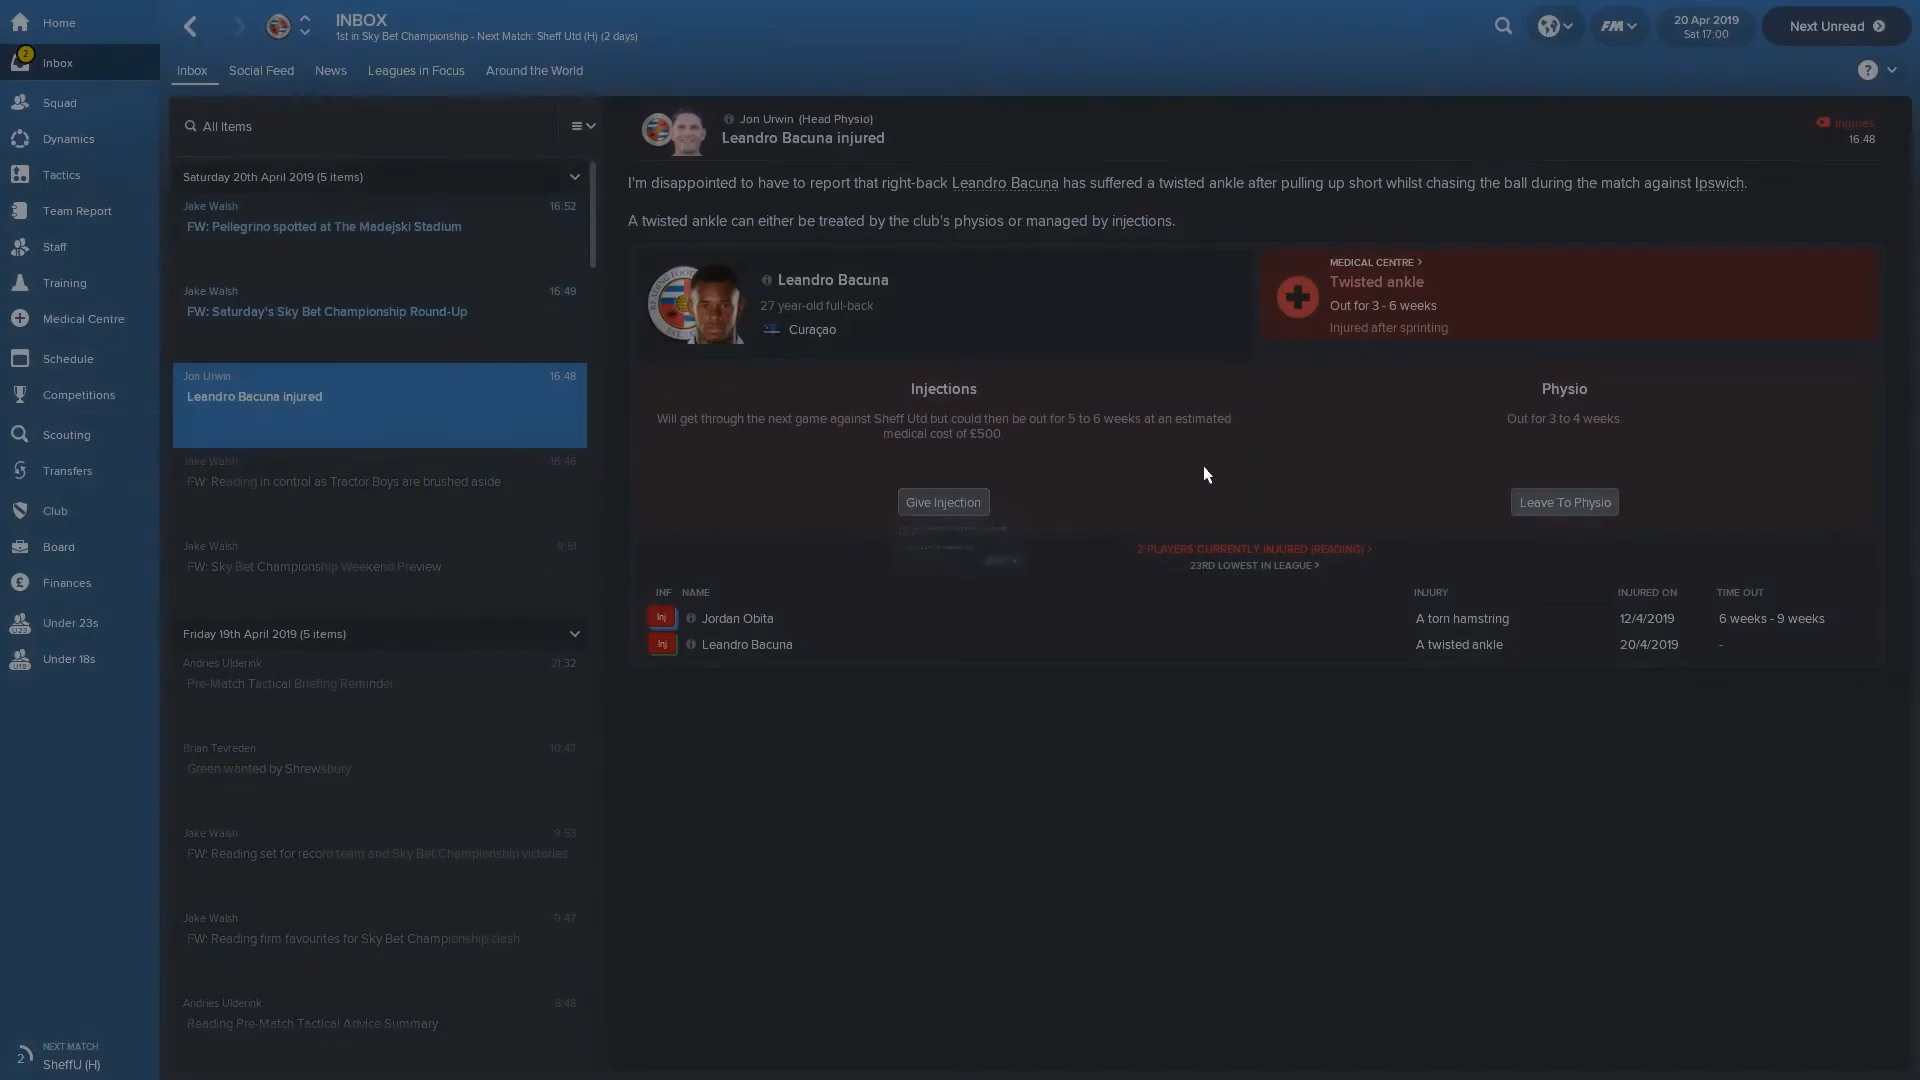 Home
2
Inbox
Squad
Dynamics
Tactics
Team Report
Staff
Training
Medical Centre
Schedule
Competitions
Scouting
Transfers
Club
Board
Finances
U23
Under 23s
U18
Under 18s
2
NEXT MATCH
SheffU (H)
INBOX
1st in Sky Bet Championship - Next Match: Sheff Utd (H) (2 days)
FM
20 Apr 2019
Sat 17:00
Next Unread
Inbox Social Feed News Leagues in Focus Around the World
?
All Items
Saturday 20th April 2019 (5 items)
Jake Walsh 16:52
FW: Pellegrino spotted at The Madejski Stadium
Jake Walsh 16:49
FW: Saturday's Sky Bet Championship Round-Up
Jon Urwin 16:48
Leandro Bacuna injured
Jake Walsh 16:46
FW: Reading in control as Tractor Boys are brushed aside
Jake Walsh 9:51
FW: Sky Bet Championship Weekend Preview
Friday 19th April 2019 (5 items)
Andries Ulderink 21:32
Pre-Match Tactical Briefing Reminder
Brian Tevreden 10:47
Green wanted by Shrewsbury
Jake Walsh 9:53
FW: Reading set for record team and Sky Bet Championship victories
Jake Walsh 9:47
FW: Reading firm favourites for Sky Bet Championship clash
Andries Ulderink 8:48
Reading Pre-Match Tactical Advice Summary
Jon Urwin (Head Physio)
Leandro Bacuna injured
Injuries
16:48
I'm disappointed to have to report that right-back Leandro Bacuna has suffered a twisted ankle after pulling up short whilst chasing the ball during the match against Ipswich.
A twisted ankle can either be treated by the club's physios or managed by injections.
Leandro Bacuna
27 year-old full-back
Curaçao
MEDICAL CENTRE >
Twisted ankle
Out for 3 - 6 weeks
Injured after sprinting
Injections
Will get through the next game against Sheff Utd but could then be out for 5 to 6 weeks at an estimated
medical cost of £500.
Give Injection
Physio
Out for 3 to 4 weeks.
Leave To Physio
2 PLAYERS CURRENTLY INJURED (READING) >
23RD LOWEST IN LEAGUE >
INF NAME INJURY INJURED ON TIME OUT
Inj Jordan Obita A torn hamstring 12/4/2019 6 weeks - 9 weeks
Inj Leandro Bacuna A twisted ankle 20/4/2019 -